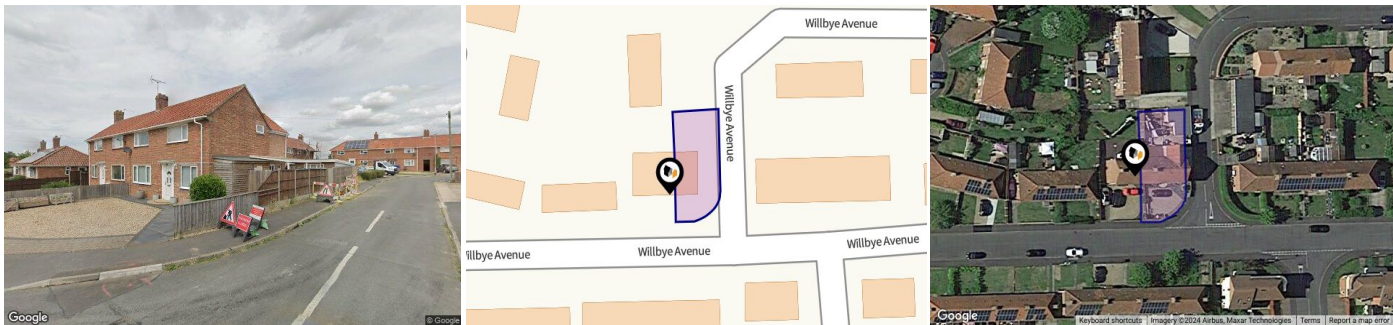 Google
© Google
Willbye Avenue
Willbye Avenue
Willbye Avenue
Willbye Avenue
illbye Avenue
Google
Keyboard shortcuts
Imagery ©2024 Airbus, Maxar Technologies
Terms
Report a map error